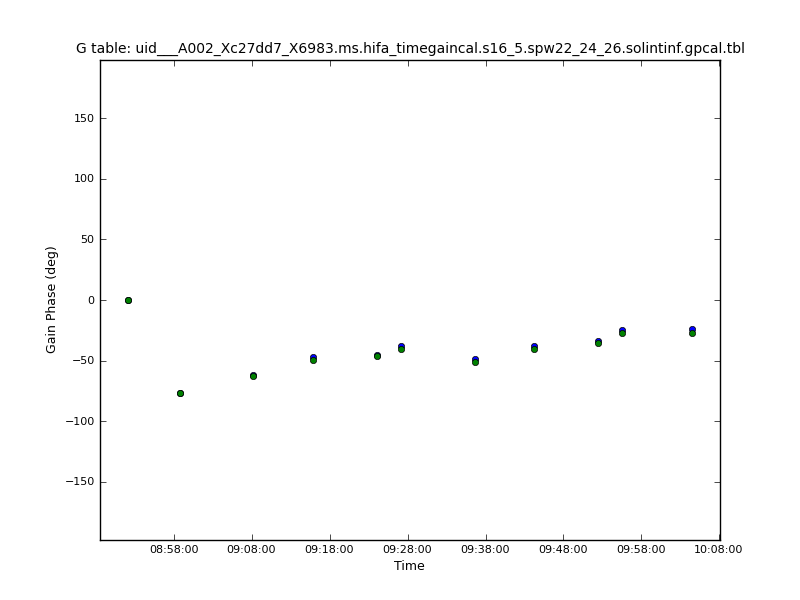 G table: uid___A002_Xc27dd7_X6983.ms.hifa_timegaincal.s16_5.spw22_24_26.solintinf.gpcal.tbl
150
100
50
0
−50
−100
−150
Gain Phase (deg)
08:58:00 09:08:00 09:18:00 09:28:00 09:38:00 09:48:00 09:58:00 10:08:00
Time